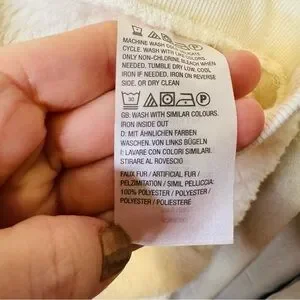 MACHINE WASH COLD
CYCLE. WASH WITH LIKE
ONLY NON-CHLORINE BLEACH WHEN
NEEDED. TUMBLE DRY LOW. COOL
IRON IF NEEDED. IRON ON REVERSE
SIDE. OR DRY CLEAN
30
P
GB: WASH WITH SIMILAR COLOURS.
IRON INSIDE OUT
D: MIT ÄHNLICHEN FARBEN
WASCHEN. VON LINKS BÜGELN
I: LAVARE CON COLORI SIMILARI.
STIRARE AL ROVESCIO
FAUX FUR / ARTIFICIAL FUR /
PELZIMITATION / SIMIL PELLICCIA:
100% POLYESTER / POLYESTER /
POLYESTER / POLIESTERE